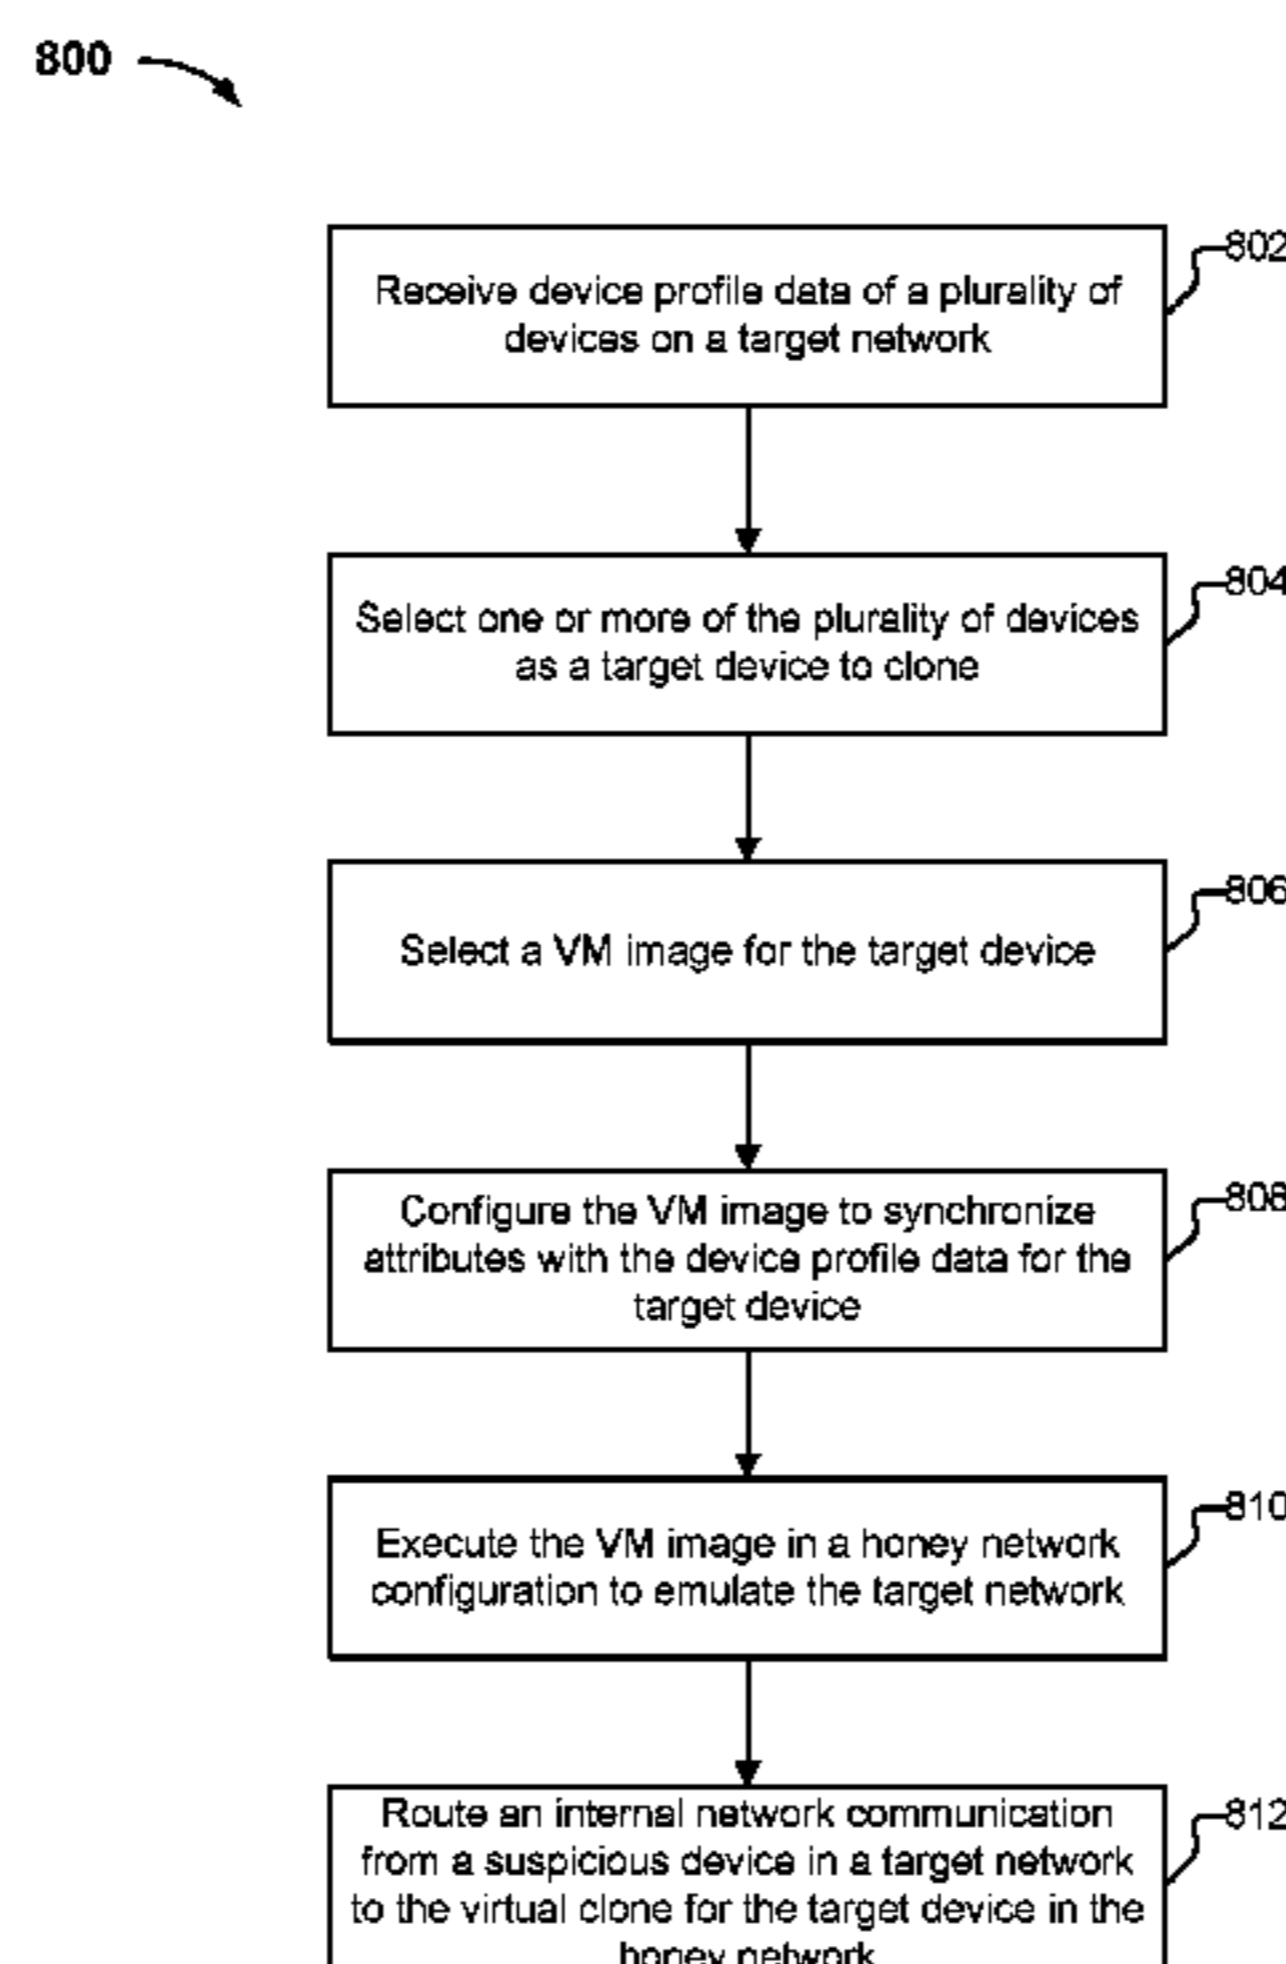 800
802
Receive device profile data of a plurality of
devices on a target network
804
Select one or more of the plurality of devices
as a target device to clone
806
Select a VM image for the target device
808
Configure the VM image to synchronize
attributes with the device profile data for the
target device
810
Execute the VM image in a honey network
configuration to emulate the target network
812
Route an internal network communication
from a suspicious device in a target network
to the virtual clone for the target device in the
honey network